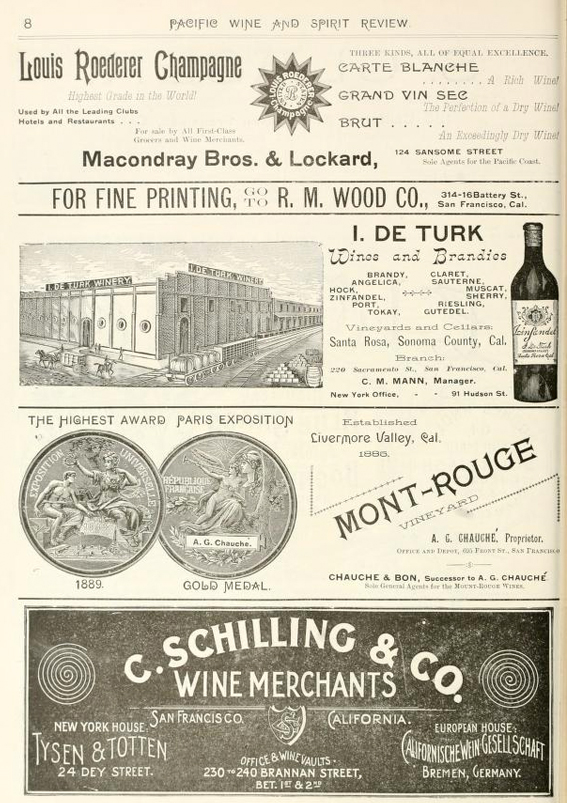 8
PACIFIC WINE AND SPIRIT REVIEW.
Louis Roederer Champagne
Highest Grade in the World!
Used by All the Leading Clubs
Hotels and Restaurants . . .
For sale by All First-Class
Grocers and Wine Merchants.
LOUIS ROEDERER
Champagne
THREE KINDS, ALL OF EQUAL EXCELLENCE.
CARTE BLANCHE
. . . . . . . . A Rich Wine!
GRAND VIN SEC
The Perfection of a Dry Wine!
BRUT . . . . .
An Exceedingly Dry Wine!
Macondray Bros. & Lockard,
124 SANSOME STREET
Sole Agents for the Pacific Coast.
FOR FINE PRINTING, GO TO R. M. WOOD CO.,
314-16 Battery St.,
San Francisco, Cal.
I. DE TURK WINERY.
I. DE TURK WINERY
I. DE TURK
Wines and Brandies
BRANDY,
ANGELICA,
HOCK,
ZINFANDEL,
PORT,
TOKAY,
CLARET,
SAUTERNE,
MUSCAT,
SHERRY,
RIESLING,
GUTEDEL.
Vineyards and Cellars:
Santa Rosa, Sonoma County, Cal.
Branch:
220 Sacramento St., San Francisco, Cal.
C. M. MANN, Manager.
New York Office, - - 91 Hudson St.
Zinfandel
THE HIGHEST AWARD PARIS EXPOSITION
EXPOSITION UNIVERSELLE
REPUBLIQUE
FRANCAISE
A. G. Chauche.
1889.
GOLD MEDAL.
Established
Livermore Valley, Cal.
1885.
MONT-ROUGE
VINEYARD
A. G. CHAUCHÉ, Proprietor.
OFFICE AND DEPOT, 615 FRONT ST., SAN FRANCISCO
CHAUCHE & BON, Successor to A. G. CHAUCHÉ
Sole General Agents for the MOUNT-ROUGE WINES.
C. SCHILLING & CO.
WINE MERCHANTS
SAN FRANCISCO, CALIFORNIA.
NEW YORK HOUSE:
TYSEN & TOTTEN
24 DEY STREET.
OFFICE & WINE VAULTS.
230 TO 240 BRANNAN STREET,
BET. 1ST & 2ND
EUROPEAN HOUSE:
CALIFORNISCHE WEIN GESELLSCHAFT
BREMEN, GERMANY.